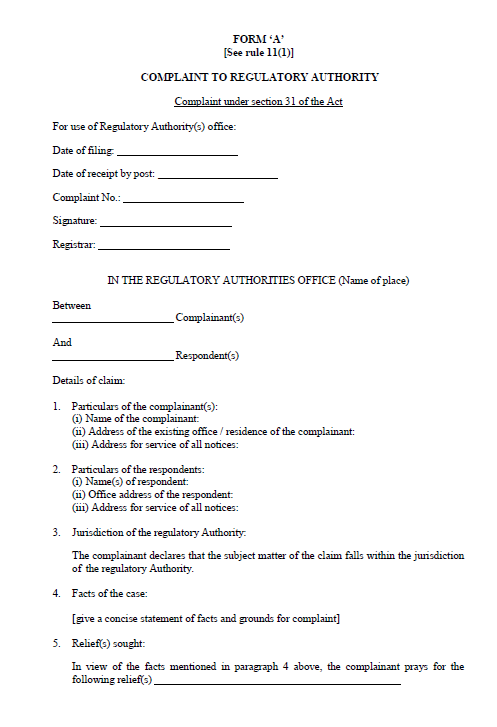 FORM ‘A’
[See rule 11(1)]
COMPLAINT TO REGULATORY AUTHORITY
Complaint under section 31 of the Act
For use of Regulatory Authority(s) office:
Date of filing: ______________________
Date of receipt by post: ______________________
Complaint No.: ______________________
Signature: ________________________
Registrar: ________________________
IN THE REGULATORY AUTHORITIES OFFICE (Name of place)
Between
______________________ Complainant(s)
And
______________________ Respondent(s)
Details of claim:
1. Particulars of the complainant(s):
(i) Name of the complainant:
(ii) Address of the existing office / residence of the complainant:
(iii) Address for service of all notices:
2. Particulars of the respondents:
(i) Name(s) of respondent:
(ii) Office address of the respondent:
(iii) Address for service of all notices:
3. Jurisdiction of the regulatory Authority:
The complainant declares that the subject matter of the claim falls within the jurisdiction
of the regulatory Authority.
4. Facts of the case:
[give a concise statement of facts and grounds for complaint]
5. Relief(s) sought:
In view of the facts mentioned in paragraph 4 above, the complainant prays for the
following relief(s) ______________________________________________